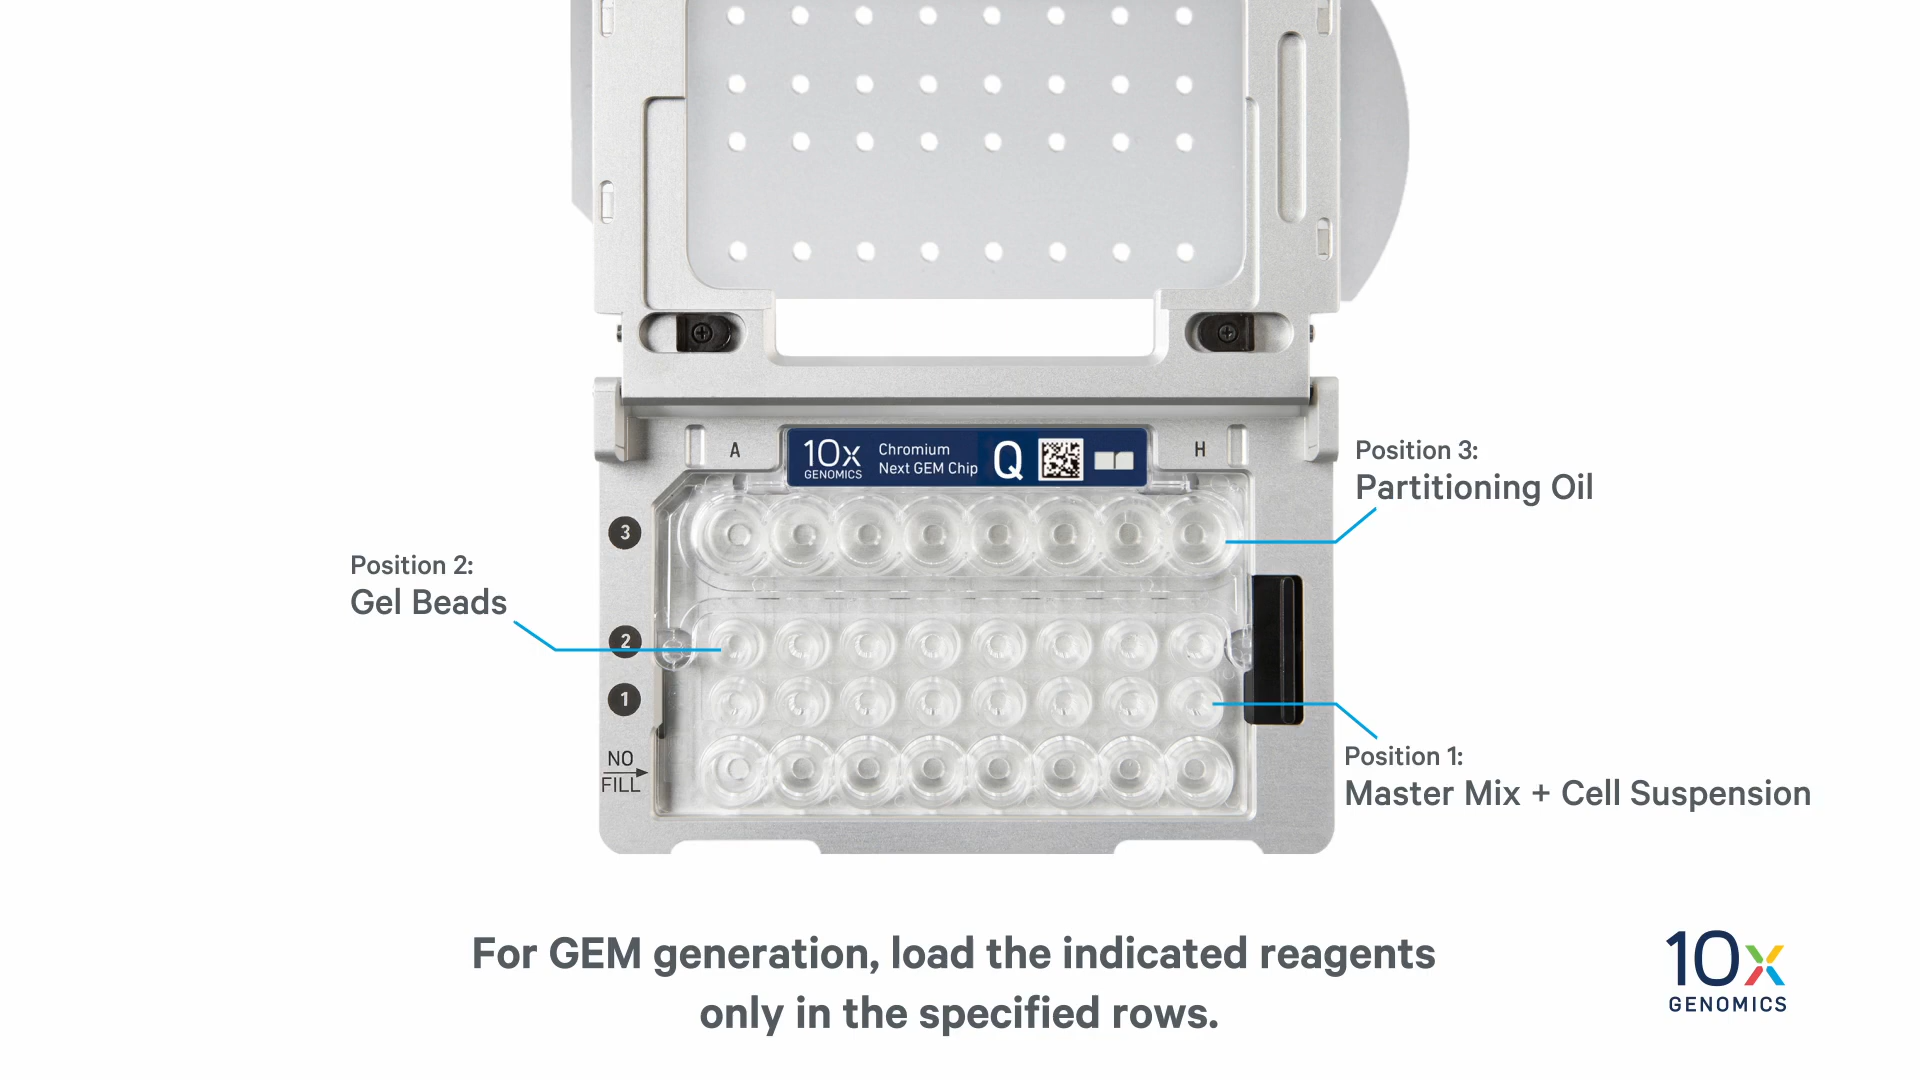 A
10x
GENOMICS
Chromium
Next GEM Chip
Q
H
Position 3:
Partitioning Oil
3
Position 2:
Gel Beads
2
1
NO
FILL
Position 1:
Master Mix + Cell Suspension
For GEM generation, load the indicated reagents
only in the specified rows.
10x
GENOMICS